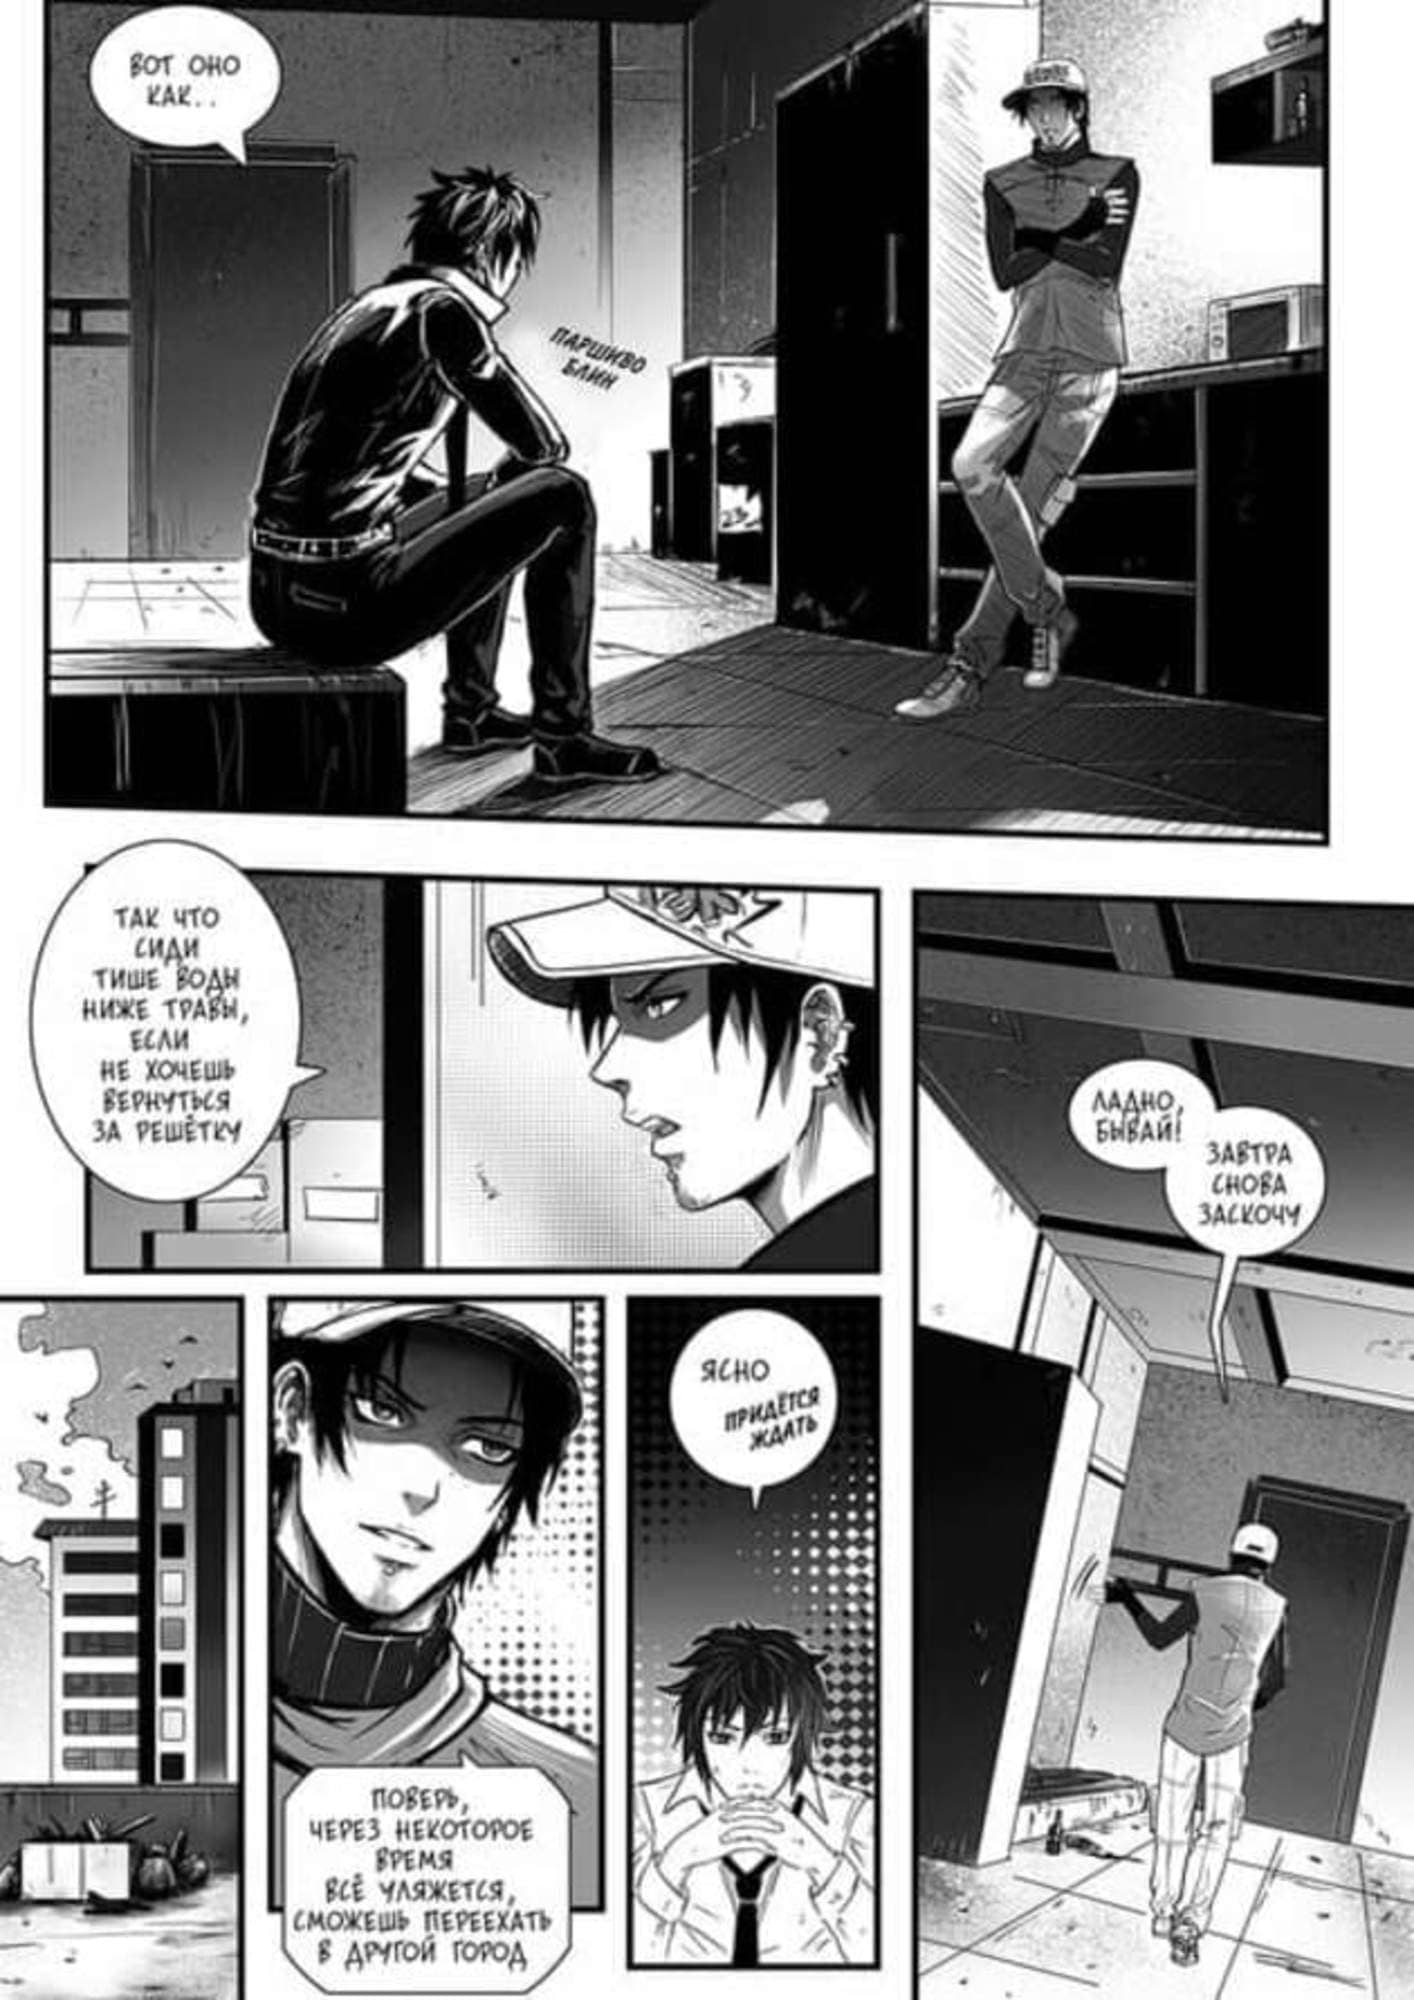 ВОТ ОНО
КАК..
ПАРШИВО
БЛИН
ТАК ЧТО
СИДИ
ТИШЕ ВОДЫ
НИЖЕ ТРАВЫ,
ЕСЛИ
НЕ ХОЧЕШЬ
ВЕРНУТЬСЯ
ЗА РЕШЁТКУ
ПОВЕРЬ,
ЧЕРЕЗ НЕКОТОРОЕ
ВРЕМЯ
ВСЁ УЛЯЖЕТСЯ,
СМОЖЕШЬ ПЕРЕЕХАТЬ
В ДРУГОЙ ГОРОД
ЯСНО
ПРИДЁТСЯ
ЖДАТЬ
ЛАДНО,
БЫВАЙ!
ЗАВТРА
СНОВА
ЗАСКОЧУ